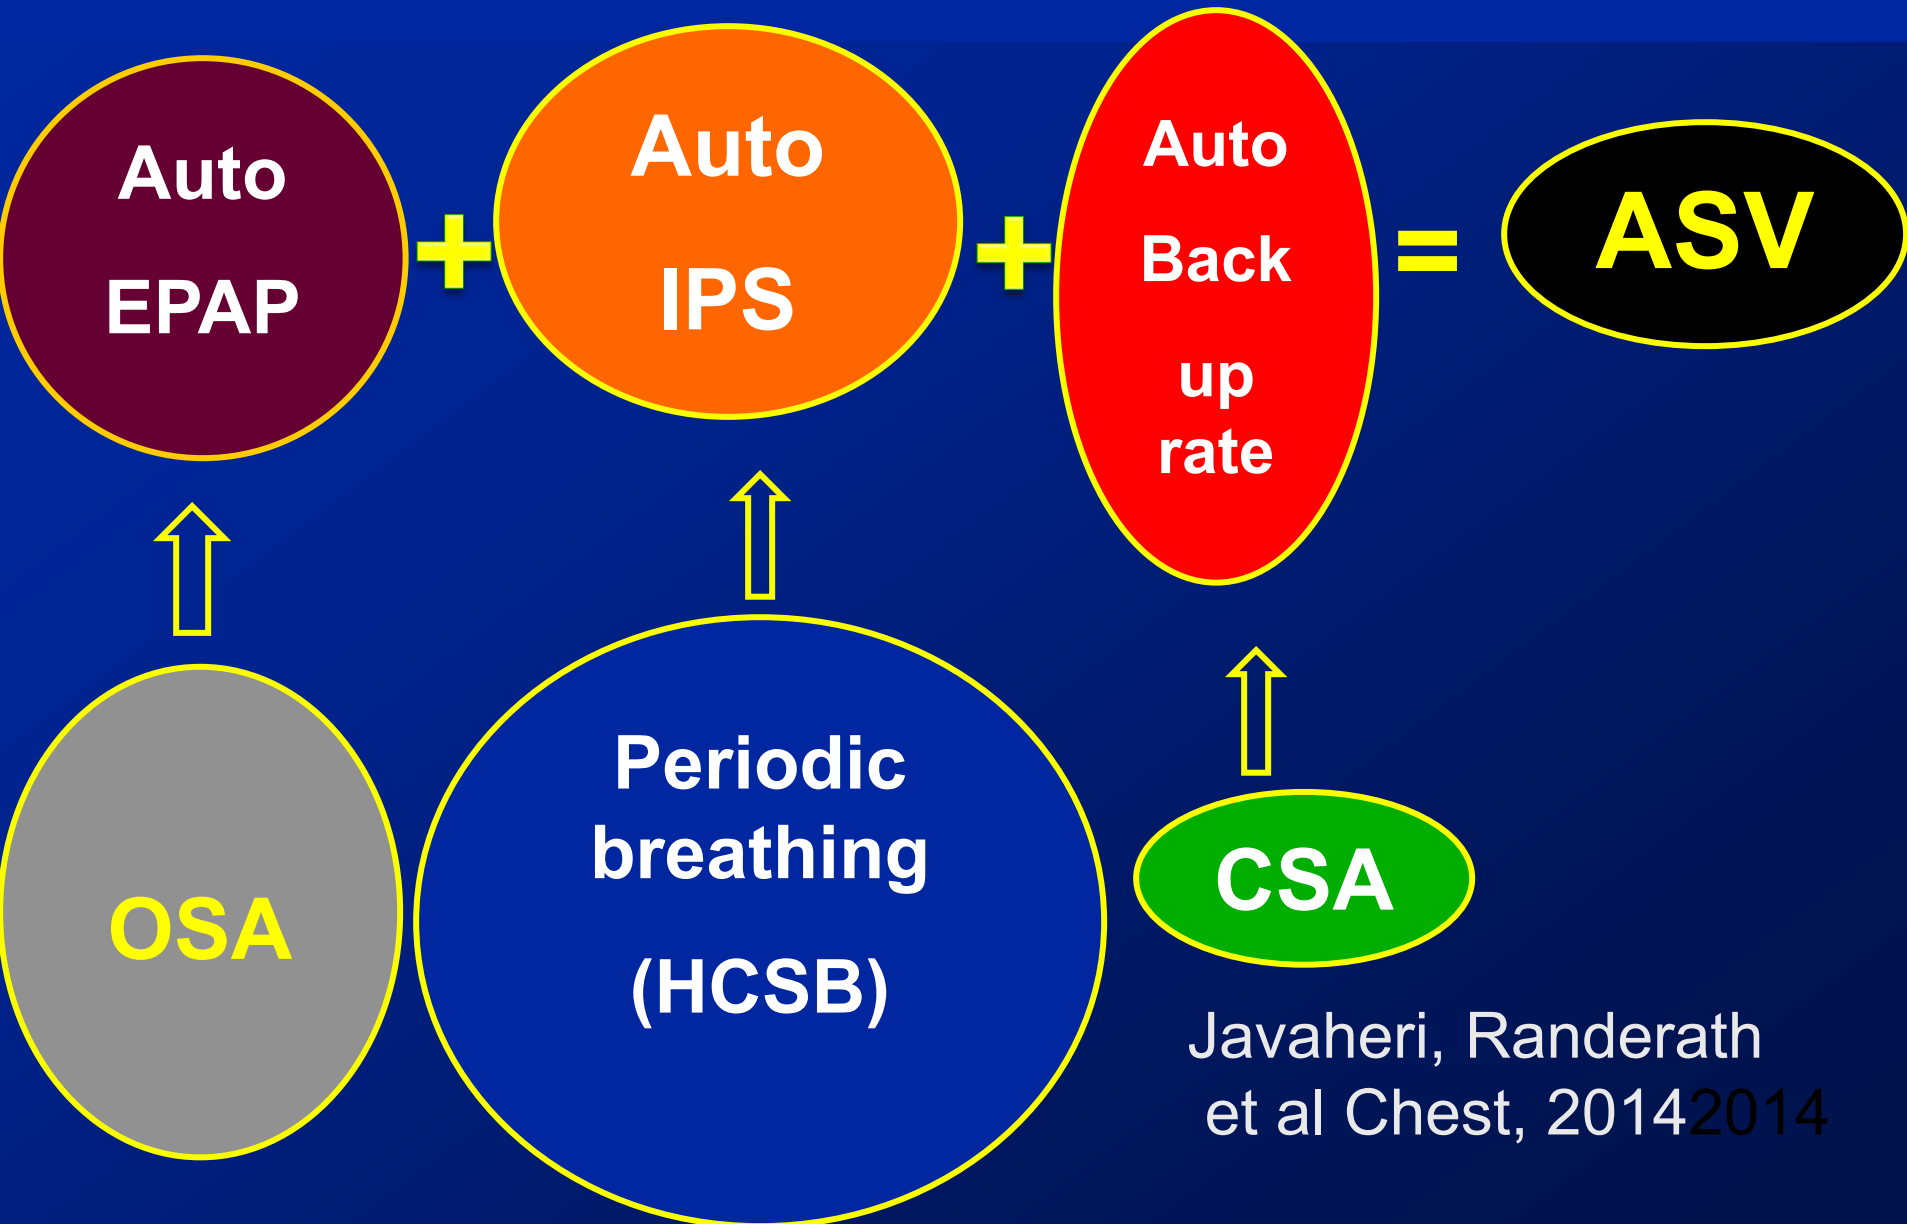 Auto
EPAP
+
Auto
IPS
+
Auto
Back
up
rate
=
ASV
OSA
Periodic
breathing
(HCSB)
CSA
Javaheri, Randerath
et al Chest, 20142014